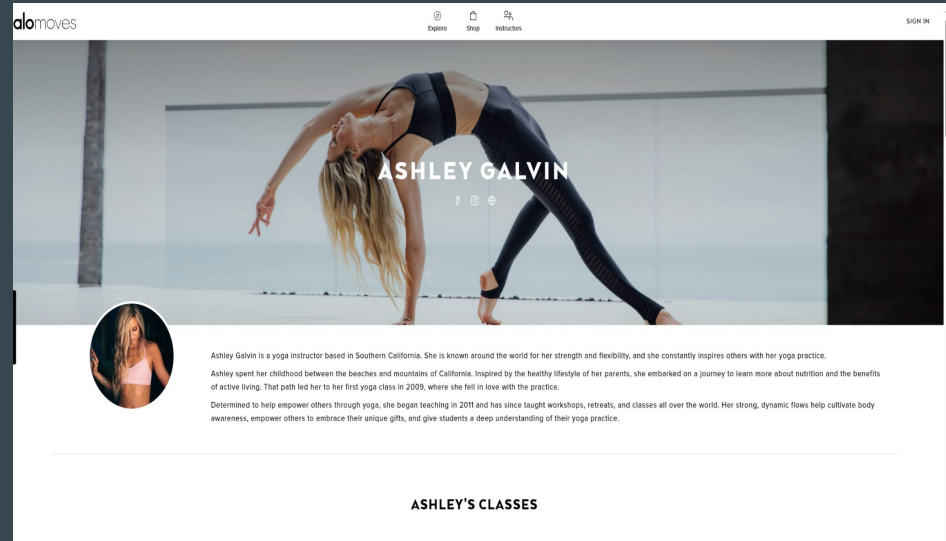 alomoves
Explore Shop Instructors
SIGN IN
ASHLEY GALVIN
Ashley Galvin is a yoga instructor based in Southern California. She is known around the world for her strength and flexibility, and she constantly inspires others with her yoga practice.
Ashley spent her childhood between the beaches and mountains of California. Inspired by the healthy lifestyle of her parents, she embarked on a journey to learn more about nutrition and the benefits
of active living. That path led her to her first yoga class in 2009, where she fell in love with the practice.
Determined to help empower others through yoga, she began teaching in 2011 and has since taught workshops, retreats, and classes all over the world. Her strong, dynamic flows help cultivate body
awareness, empower others to embrace their unique gifts, and give students a deep understanding of their yoga practice.
ASHLEY'S CLASSES